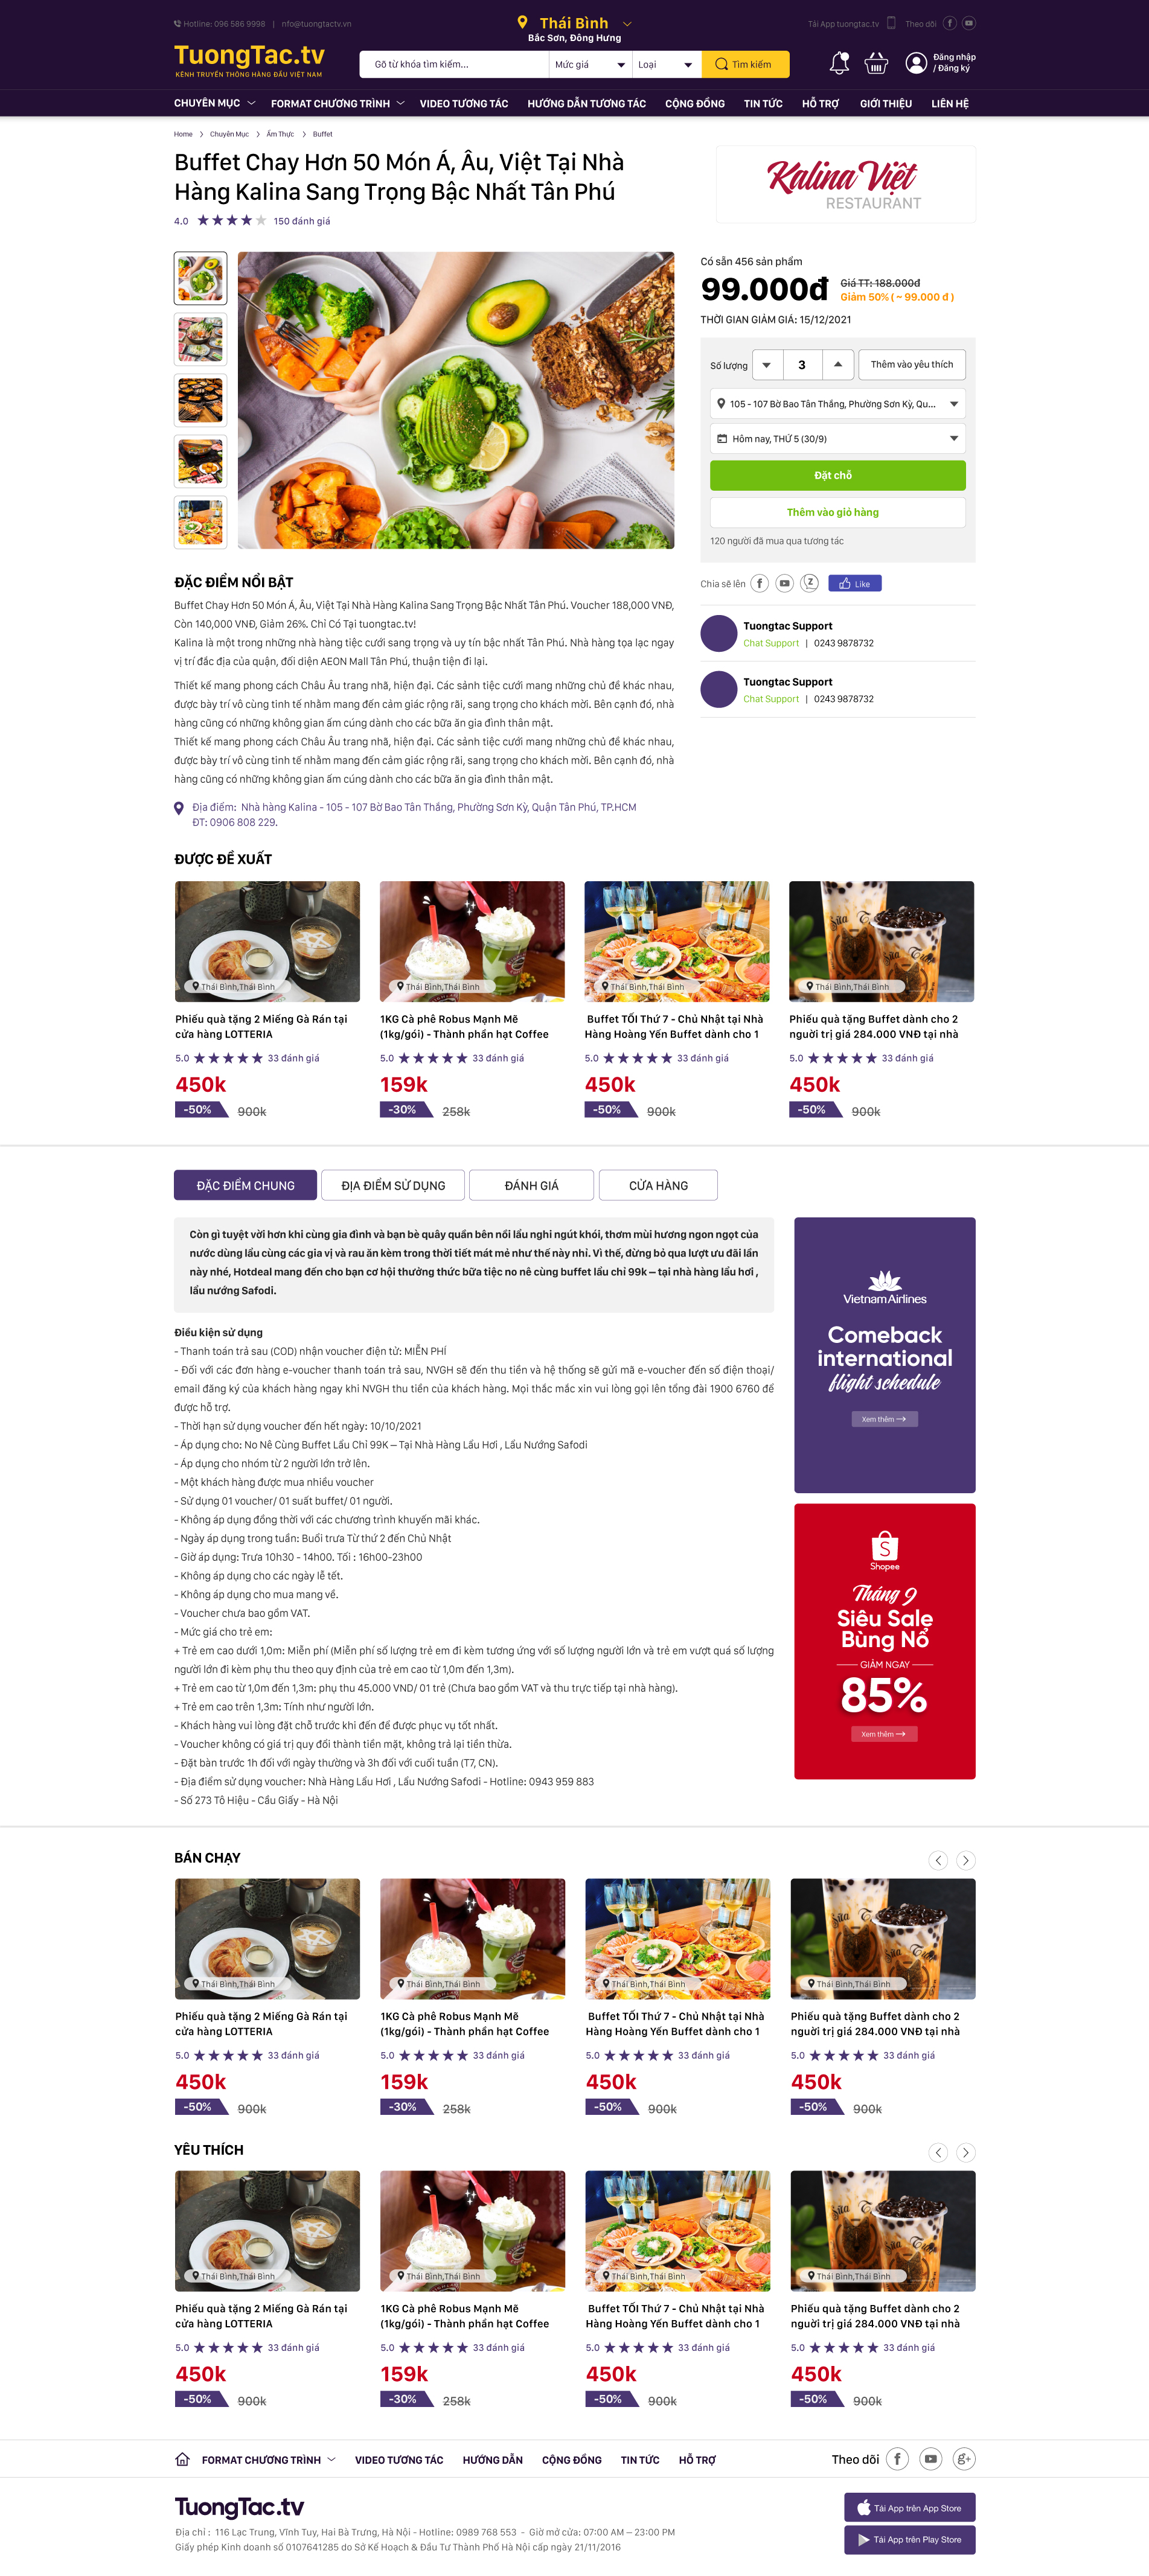 Hotline: 096 586 9998 | nfo@tuongtactv.vn
Thái Bình
Bắc Sơn, Đông Hưng
Tải App tuongtac.tv
Theo dõi
TuongTac.tv
KÊNH TRUYỀN THÔNG HÀNG ĐẦU VIỆT NAM
Gõ từ khóa tìm kiếm...
Mức giá
Loại
Tìm kiếm
Đăng nhập
/ Đăng ký
CHUYÊN MỤC
FORMAT CHƯƠNG TRÌNH
VIDEO TƯƠNG TÁC
HƯỚNG DẪN TƯƠNG TÁC
CỘNG ĐỒNG
TIN TỨC
HỖ TRỢ
GIỚI THIỆU
LIÊN HỆ
Home > Chuyên Mục > Ẩm Thực > Buffet
Buffet Chay Hơn 50 Món Á, Âu, Việt Tại Nhà
Hàng Kalina Sang Trọng Bậc Nhất Tân Phú
4.0 150 đánh giá
Kalina Việt
RESTAURANT
Có sẵn 456 sản phẩm
99.000đ
Giá TT: 188.000đ
Giảm 50% ( ~ 99.000 đ )
THỜI GIAN GIẢM GIÁ: 15/12/2021
Số lượng
3
Thêm vào yêu thích
105 - 107 Bờ Bao Tân Thắng, Phường Sơn Kỳ, Qu...
Hôm nay, THỨ 5 (30/9)
Đặt chỗ
Thêm vào giỏ hàng
120 người đã mua qua tương tác
Chia sẽ lên
Like
Tuongtac Support
Chat Support | 0243 9878732
Tuongtac Support
Chat Support | 0243 9878732
ĐẶC ĐIỂM NỔI BẬT
Buffet Chay Hơn 50 Món Á, Âu, Việt Tại Nhà Hàng Kalina Sang Trọng Bậc Nhất Tân Phú. Voucher 188,000 VNĐ,
Còn 140,000 VNĐ, Giảm 26%. Chỉ Có Tại tuongtac.tv!
Kalina là một trong những nhà hàng tiệc cưới sang trọng và uy tín bậc nhất Tân Phú. Nhà hàng tọa lạc ngay
vị trí đắc địa của quận, đối diện AEON Mall Tân Phú, thuận tiện đi lại.
Thiết kế mang phong cách Châu Âu trang nhã, hiện đại. Các sảnh tiệc cưới mang những chủ đề khác nhau,
được bày trí vô cùng tinh tế nhằm mang đến cảm giác rộng rãi, sang trọng cho khách mời. Bên cạnh đó, nhà
hàng cũng có những không gian ấm cúng dành cho các bữa ăn gia đình thân mật.
Thiết kế mang phong cách Châu Âu trang nhã, hiện đại. Các sảnh tiệc cưới mang những chủ đề khác nhau,
được bày trí vô cùng tinh tế nhằm mang đến cảm giác rộng rãi, sang trọng cho khách mời. Bên cạnh đó, nhà
hàng cũng có những không gian ấm cúng dành cho các bữa ăn gia đình thân mật.
Địa điểm: Nhà hàng Kalina - 105 - 107 Bờ Bao Tân Thắng, Phường Sơn Kỳ, Quận Tân Phú, TP.HCM
ĐT: 0906 808 229.
ĐƯỢC ĐỀ XUẤT
Thái Bình,Thái Bình
Phiếu quà tặng 2 Miếng Gà Rán tại
cửa hàng LOTTERIA
5.0 33 đánh giá
450k
-50% 900k
Thái Bình,Thái Bình
1KG Cà phê Robus Mạnh Mẽ
(1kg/gói) - Thành phần hạt Coffee
5.0 33 đánh giá
159k
-30% 258k
Thái Bình,Thái Bình
Buffet TỐI Thứ 7 - Chủ Nhật tại Nhà
Hàng Hoàng Yến Buffet dành cho 1
5.0 33 đánh giá
450k
-50% 900k
Thái Bình,Thái Bình
Phiếu quà tặng Buffet dành cho 2
người trị giá 284.000 VNĐ tại nhà
5.0 33 đánh giá
450k
-50% 900k
ĐẶC ĐIỂM CHUNG
ĐỊA ĐIỂM SỬ DỤNG
ĐÁNH GIÁ
CỬA HÀNG
Còn gì tuyệt vời hơn khi cùng gia đình và bạn bè quây quần bên nồi lẩu nghi ngút khói, thơm mùi hương ngon ngọt của
nước dùng lẩu cùng các gia vị và rau ăn kèm trong thời tiết mát mẻ như thế này nhỉ. Vì thế, đừng bỏ qua lượt ưu đãi lần
này nhé, Hotdeal mang đến cho bạn cơ hội thưởng thức bữa tiệc no nê cùng buffet lẩu chỉ 99k – tại nhà hàng lẩu hơi ,
lẩu nướng Safodi.
Điều kiện sử dụng
- Thanh toán trả sau (COD) nhận voucher điện tử: MIỄN PHÍ
- Đối với các đơn hàng e-voucher thanh toán trả sau, NVGH sẽ đến thu tiền và hệ thống sẽ gửi mã e-voucher đến số điện thoại/
email đăng ký của khách hàng ngay khi NVGH thu tiền của khách hàng. Mọi thắc mắc xin vui lòng gọi lên tổng đài 1900 6760 để
được hỗ trợ.
- Thời hạn sử dụng voucher đến hết ngày: 10/10/2021
- Áp dụng cho: No Nê Cùng Buffet Lẩu Chỉ 99K – Tại Nhà Hàng Lẩu Hơi , Lẩu Nướng Safodi
- Áp dụng cho nhóm từ 2 người lớn trở lên.
- Một khách hàng được mua nhiều voucher
- Sử dụng 01 voucher/ 01 suất buffet/ 01 người.
- Không áp dụng đồng thời với các chương trình khuyến mãi khác.
- Ngày áp dụng trong tuần: Buổi trưa Từ thứ 2 đến Chủ Nhật
- Giờ áp dụng: Trưa 10h30 - 14h00. Tối : 16h00-23h00
- Không áp dụng cho các ngày lễ tết.
- Không áp dụng cho mua mang về.
- Voucher chưa bao gồm VAT.
- Mức giá cho trẻ em:
+ Trẻ em cao dưới 1,0m: Miễn phí (Miễn phí số lượng trẻ em đi kèm tương ứng với số lượng người lớn và trẻ em vượt quá số lượng
người lớn đi kèm phụ thu theo quy định của trẻ em cao từ 1,0m đến 1,3m).
+ Trẻ em cao từ 1,0m đến 1,3m: phụ thu 45.000 VND/ 01 trẻ (Chưa bao gồm VAT và thu trực tiếp tại nhà hàng).
+ Trẻ em cao trên 1,3m: Tính như người lớn.
- Khách hàng vui lòng đặt chỗ trước khi đến để được phục vụ tốt nhất.
- Voucher không có giá trị quy đổi thành tiền mặt, không trả lại tiền thừa.
- Đặt bàn trước 1h đối với ngày thường và 3h đối với cuối tuần (T7, CN).
- Địa điểm sử dụng voucher: Nhà Hàng Lẩu Hơi , Lẩu Nướng Safodi - Hotline: 0943 959 883
- Số 273 Tô Hiệu - Cầu Giấy - Hà Nội
Vietnam Airlines
Comeback
international
flight schedule
Xem thêm
Shopee
Tháng 9
Siêu Sale
Bùng Nổ
GIẢM NGAY
85%
Xem thêm
BÁN CHẠY
Thái Bình,Thái Bình
Phiếu quà tặng 2 Miếng Gà Rán tại
cửa hàng LOTTERIA
5.0 33 đánh giá
450k
-50% 900k
Thái Bình,Thái Bình
1KG Cà phê Robus Mạnh Mẽ
(1kg/gói) - Thành phần hạt Coffee
5.0 33 đánh giá
159k
-30% 258k
Thái Bình,Thái Bình
Buffet TỐI Thứ 7 - Chủ Nhật tại Nhà
Hàng Hoàng Yến Buffet dành cho 1
5.0 33 đánh giá
450k
-50% 900k
Thái Bình,Thái Bình
Phiếu quà tặng Buffet dành cho 2
người trị giá 284.000 VNĐ tại nhà
5.0 33 đánh giá
450k
-50% 900k
YÊU THÍCH
Thái Bình,Thái Bình
Phiếu quà tặng 2 Miếng Gà Rán tại
cửa hàng LOTTERIA
5.0 33 đánh giá
450k
-50% 900k
Thái Bình,Thái Bình
1KG Cà phê Robus Mạnh Mẽ
(1kg/gói) - Thành phần hạt Coffee
5.0 33 đánh giá
159k
-30% 258k
Thái Bình,Thái Bình
Buffet TỐI Thứ 7 - Chủ Nhật tại Nhà
Hàng Hoàng Yến Buffet dành cho 1
5.0 33 đánh giá
450k
-50% 900k
Thái Bình,Thái Bình
Phiếu quà tặng Buffet dành cho 2
người trị giá 284.000 VNĐ tại nhà
5.0 33 đánh giá
450k
-50% 900k
FORMAT CHƯƠNG TRÌNH
VIDEO TƯƠNG TÁC
HƯỚNG DẪN
CỘNG ĐỒNG
TIN TỨC
HỖ TRỢ
Theo dõi
TuongTac.tv
Địa chỉ : 116 Lạc Trung, Vĩnh Tuy, Hai Bà Trưng, Hà Nội - Hotline: 0989 768 553 - Giờ mở cửa: 07:00 AM – 23:00 PM
Giấy phép Kinh doanh số 0107641285 do Sở Kế Hoạch & Đầu Tư Thành Phố Hà Nội cấp ngày 21/11/2016
Tải App trên App Store
Tải App trên Play Store